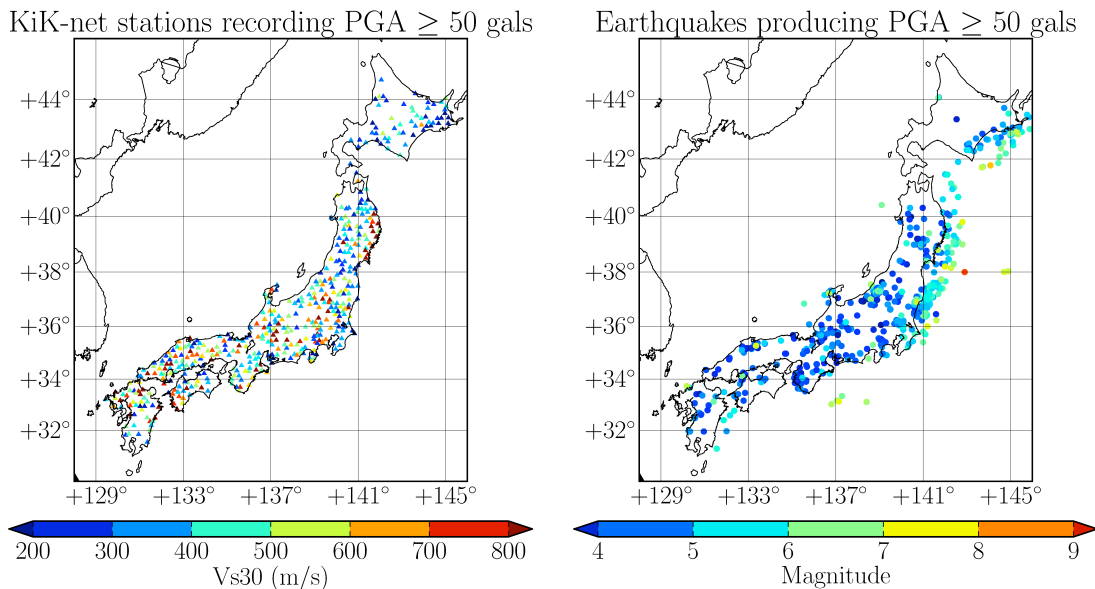 KiK-net stations recording PGA ≥ 50 gals
+44°
+42°
+40°
+38°
+36°
+34°
+32°
+129° +133° +137° +141° +145°
200 300 400 500 600 700 800
Vs30 (m/s)
Earthquakes producing PGA ≥ 50 gals
+44°
+42°
+40°
+38°
+36°
+34°
+32°
+129° +133° +137° +141° +145°
4 5 6 7 8 9
Magnitude